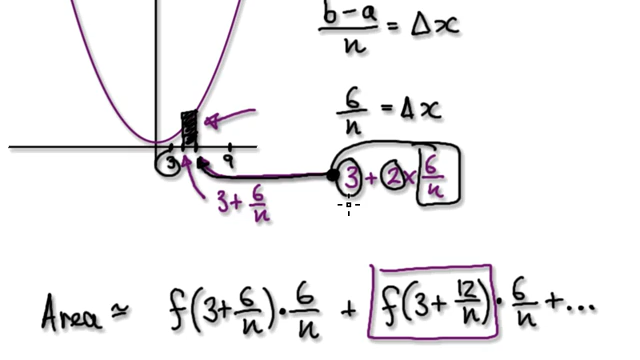 (b-a)/n = Δx
6/n = Δx
3 9
3 + 2 × 6/n
3 + 6/n
Area ≃ f(3+6/n)·6/n + f(3+12/n)·6/n + ...